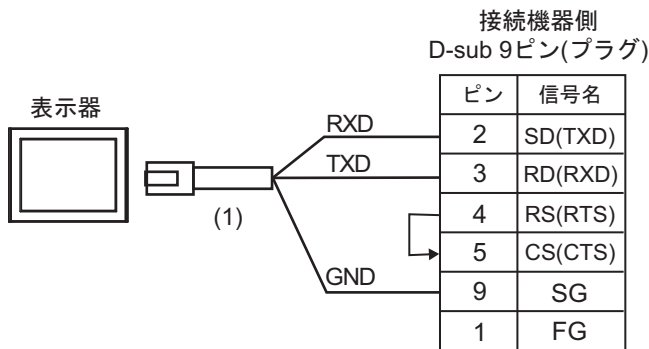 接続機器側
D-sub 9ピン(プラグ)
表示器
(1)
RXD
TXD
GND
ピン 信号名
2 SD(TXD)
3 RD(RXD)
4 RS(RTS)
5 CS(CTS)
9 SG
1 FG